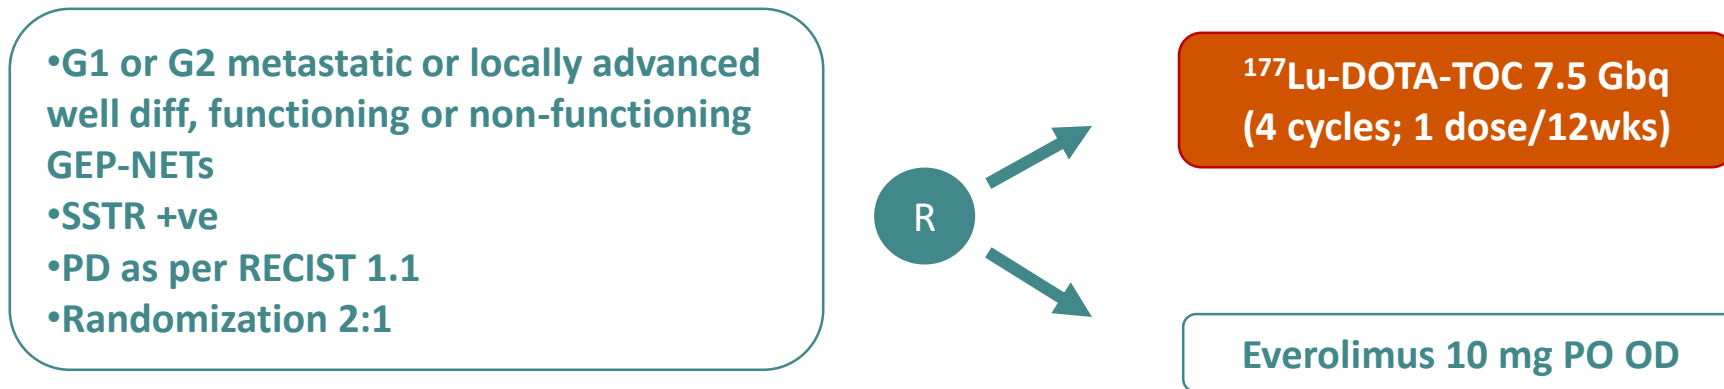 •G1 or G2 metastatic or locally advanced
well diff, functioning or non-functioning
GEP-NETs
•SSTR +ve
•PD as per RECIST 1.1
•Randomization 2:1
R
¹⁷⁷Lu-DOTA-TOC 7.5 Gbq
(4 cycles; 1 dose/12wks)
Everolimus 10 mg PO OD